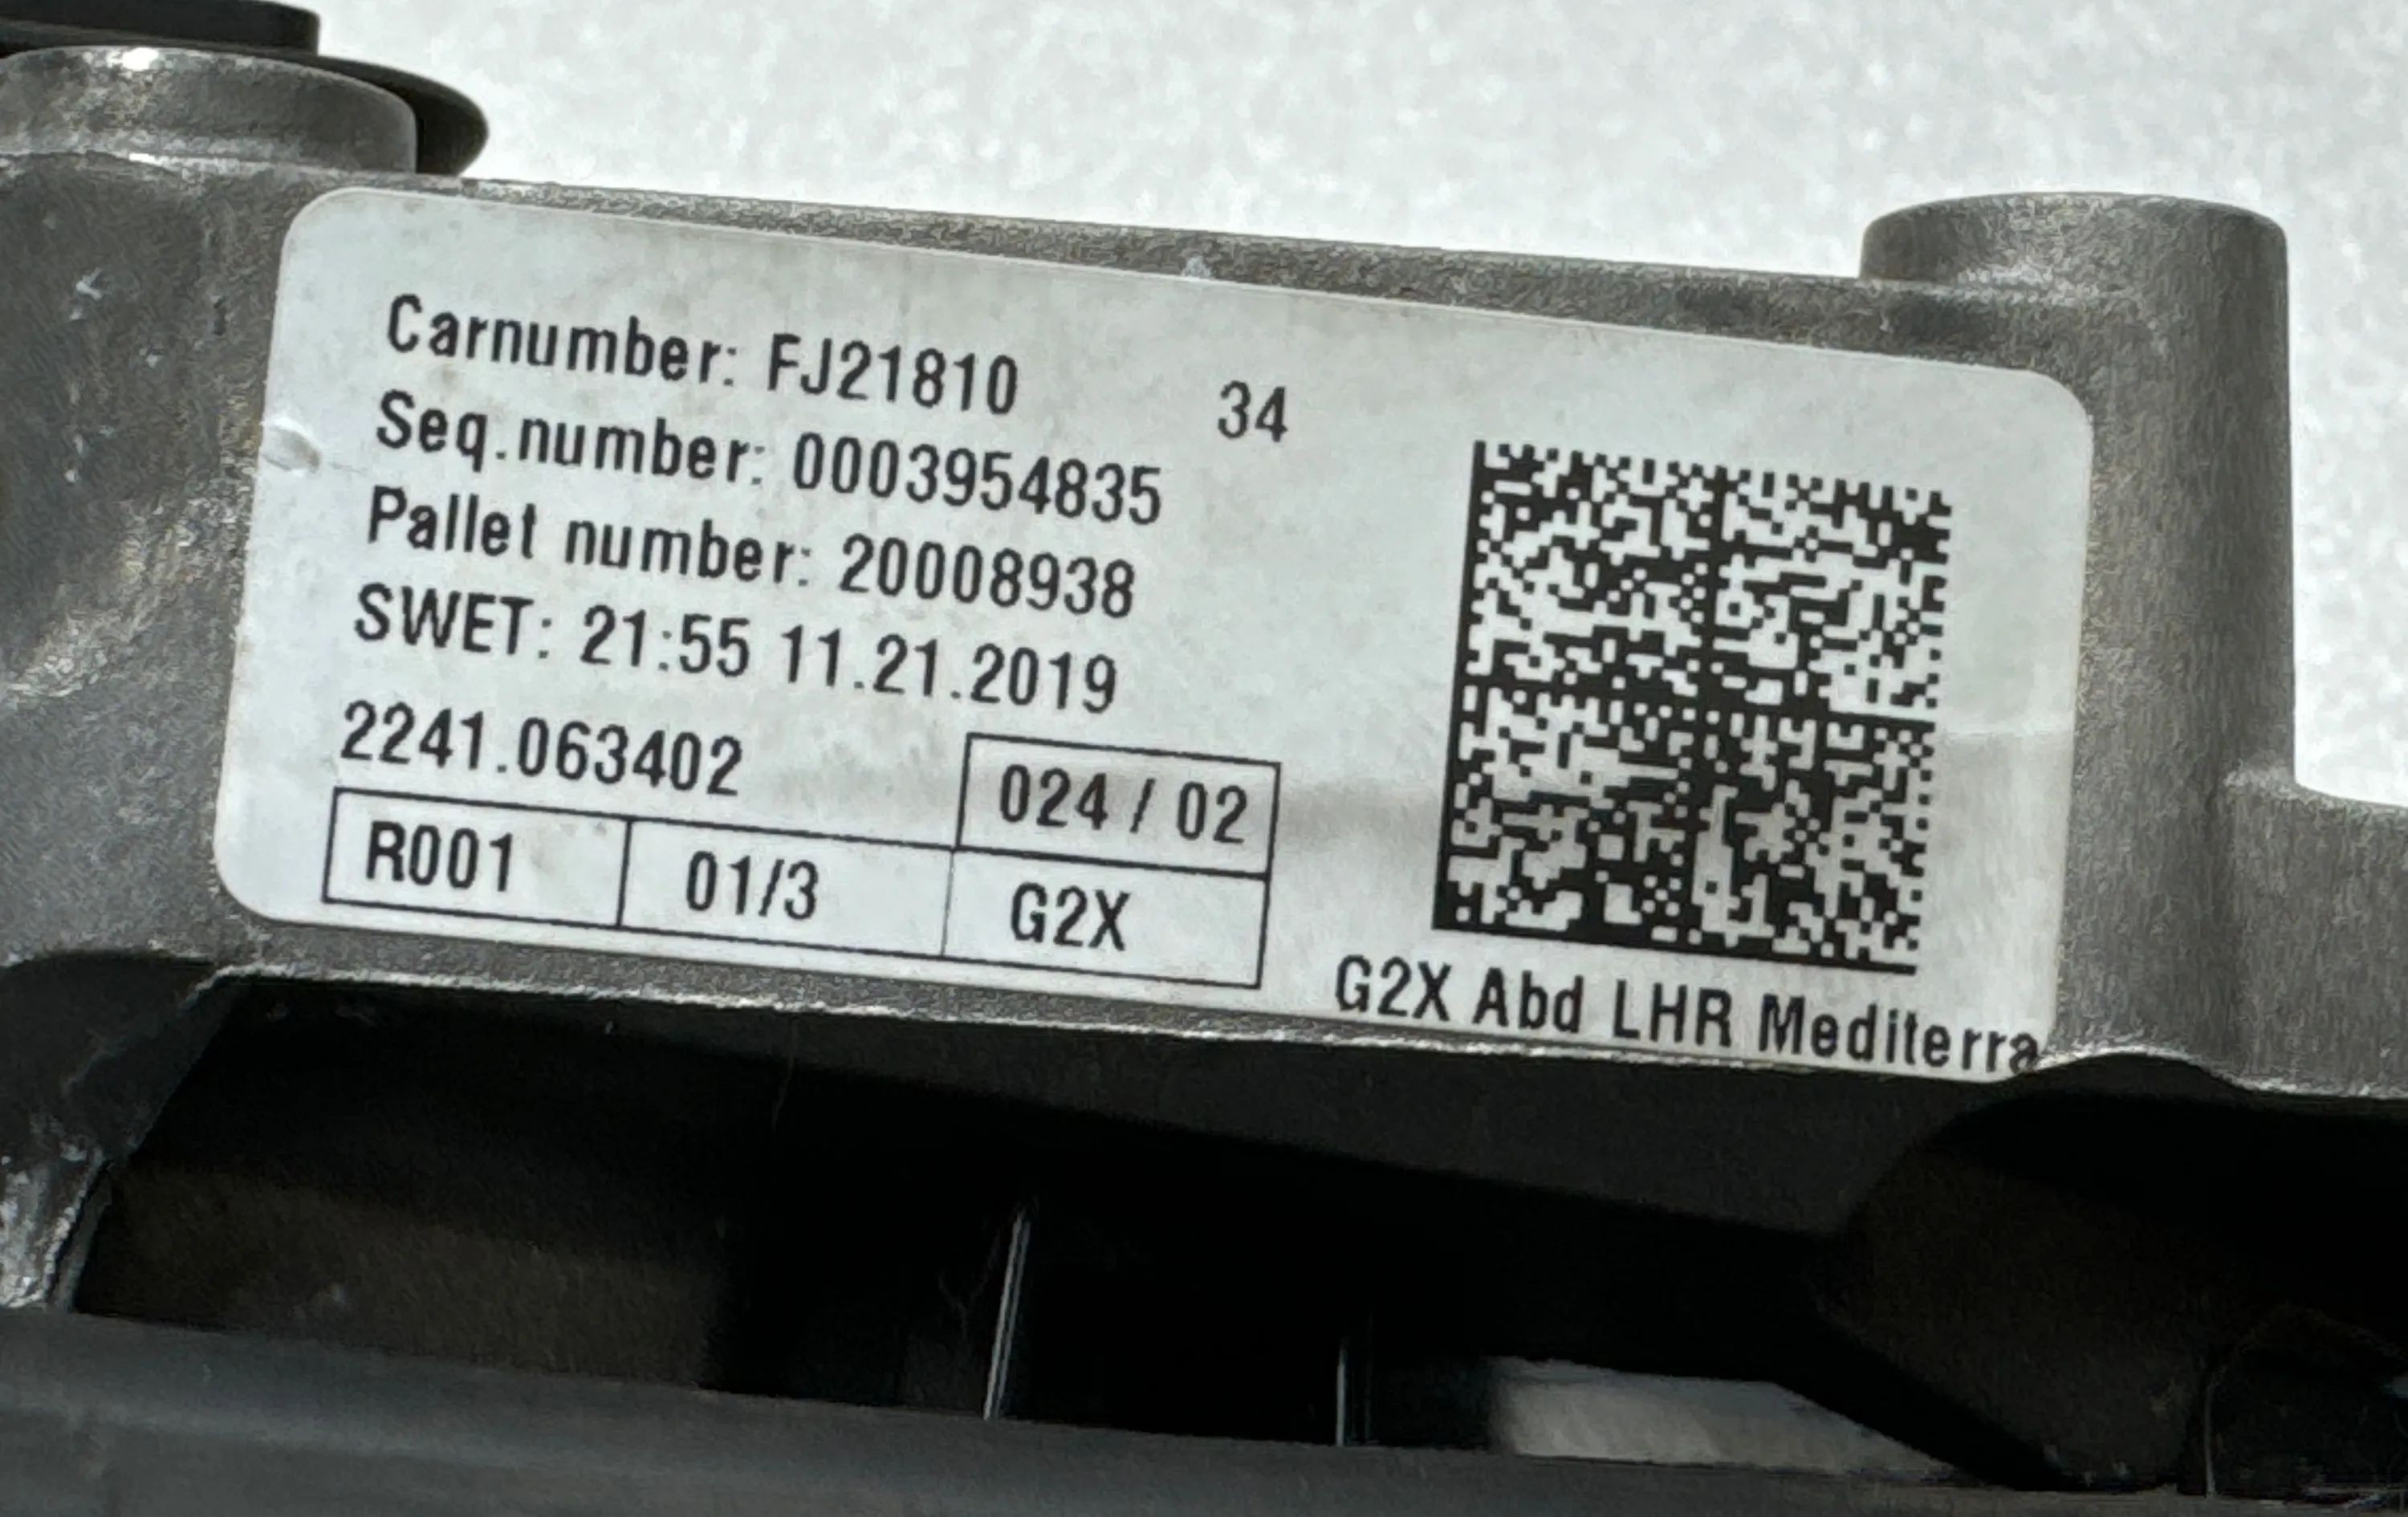 Carnumber: FJ21810 34
Seq.number: 0003954835
Pallet number: 20008938
SWET: 21:55 11.21.2019
2241.063402
024 / 02
R001 01/3 G2X
G2X Abd LHR Mediterra